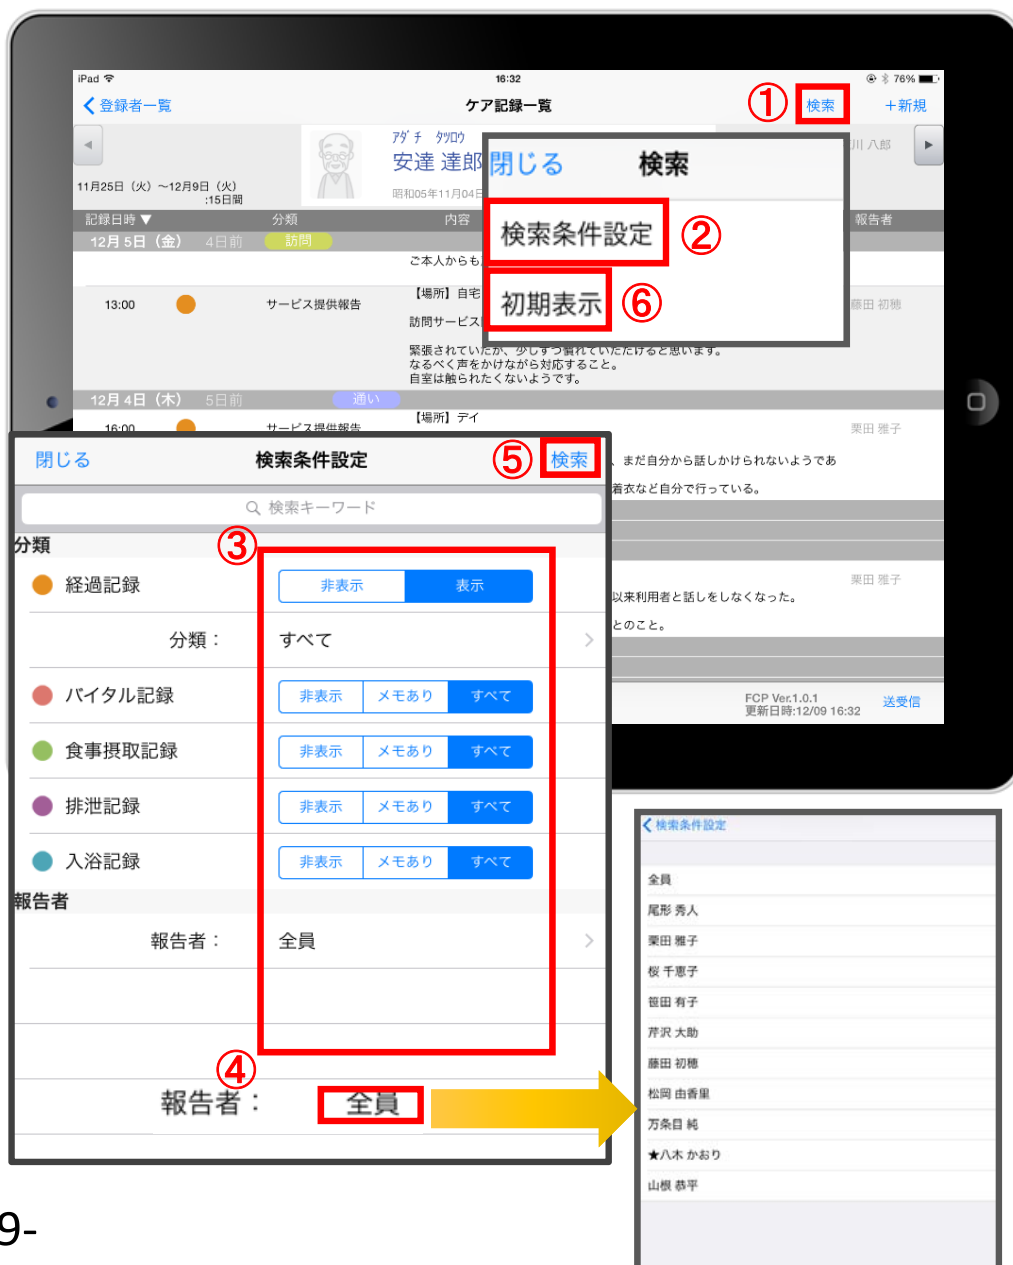 iPad 16:32 76%
登録者一覧 ケア記録一覧 ① 検索 +新規
アダチ タツロウ
安達 達郎
川 八郎
11月25日（火）～12月9日（火）
:15日間
昭和05年11月04日
閉じる 検索
検索条件設定 ②
初期表示 ⑥
記録日時▼ 分類 内容 報告者
12月 5日（金） 4日前 訪問
ご本人からも
13:00 サービス提供報告 【場所】自宅 藤田 初穂
訪問サービス
緊張されていたが、少しずつ慣れていただけると思います。
なるべく声をかけながら対応すること。
自室は触られたくないようです。
12月 4日（木） 5日前 通い
16:00 サービス提供報告 【場所】デイ 栗田 雅子
、まだ自分から話しかけられないようであ
着衣など自分で行っている。
栗田 雅子
以来利用者と話しをしなくなった。
とのこと。
FCP Ver.1.0.1
更新日時:12/09 16:32 送受信
閉じる 検索条件設定 ⑤ 検索
検索キーワード
分類 ③
経過記録 非表示 表示
分類： すべて
バイタル記録 非表示 メモあり すべて
食事摂取記録 非表示 メモあり すべて
排泄記録 非表示 メモあり すべて
入浴記録 非表示 メモあり すべて
報告者
報告者： 全員
④
報告者： 全員
検索条件設定
全員
尾形 秀人
栗田 雅子
桜 千恵子
笹田 有子
芹沢 大助
藤田 初穂
松岡 由香里
万条目 純
★八木 かおり
山根 恭平
9-